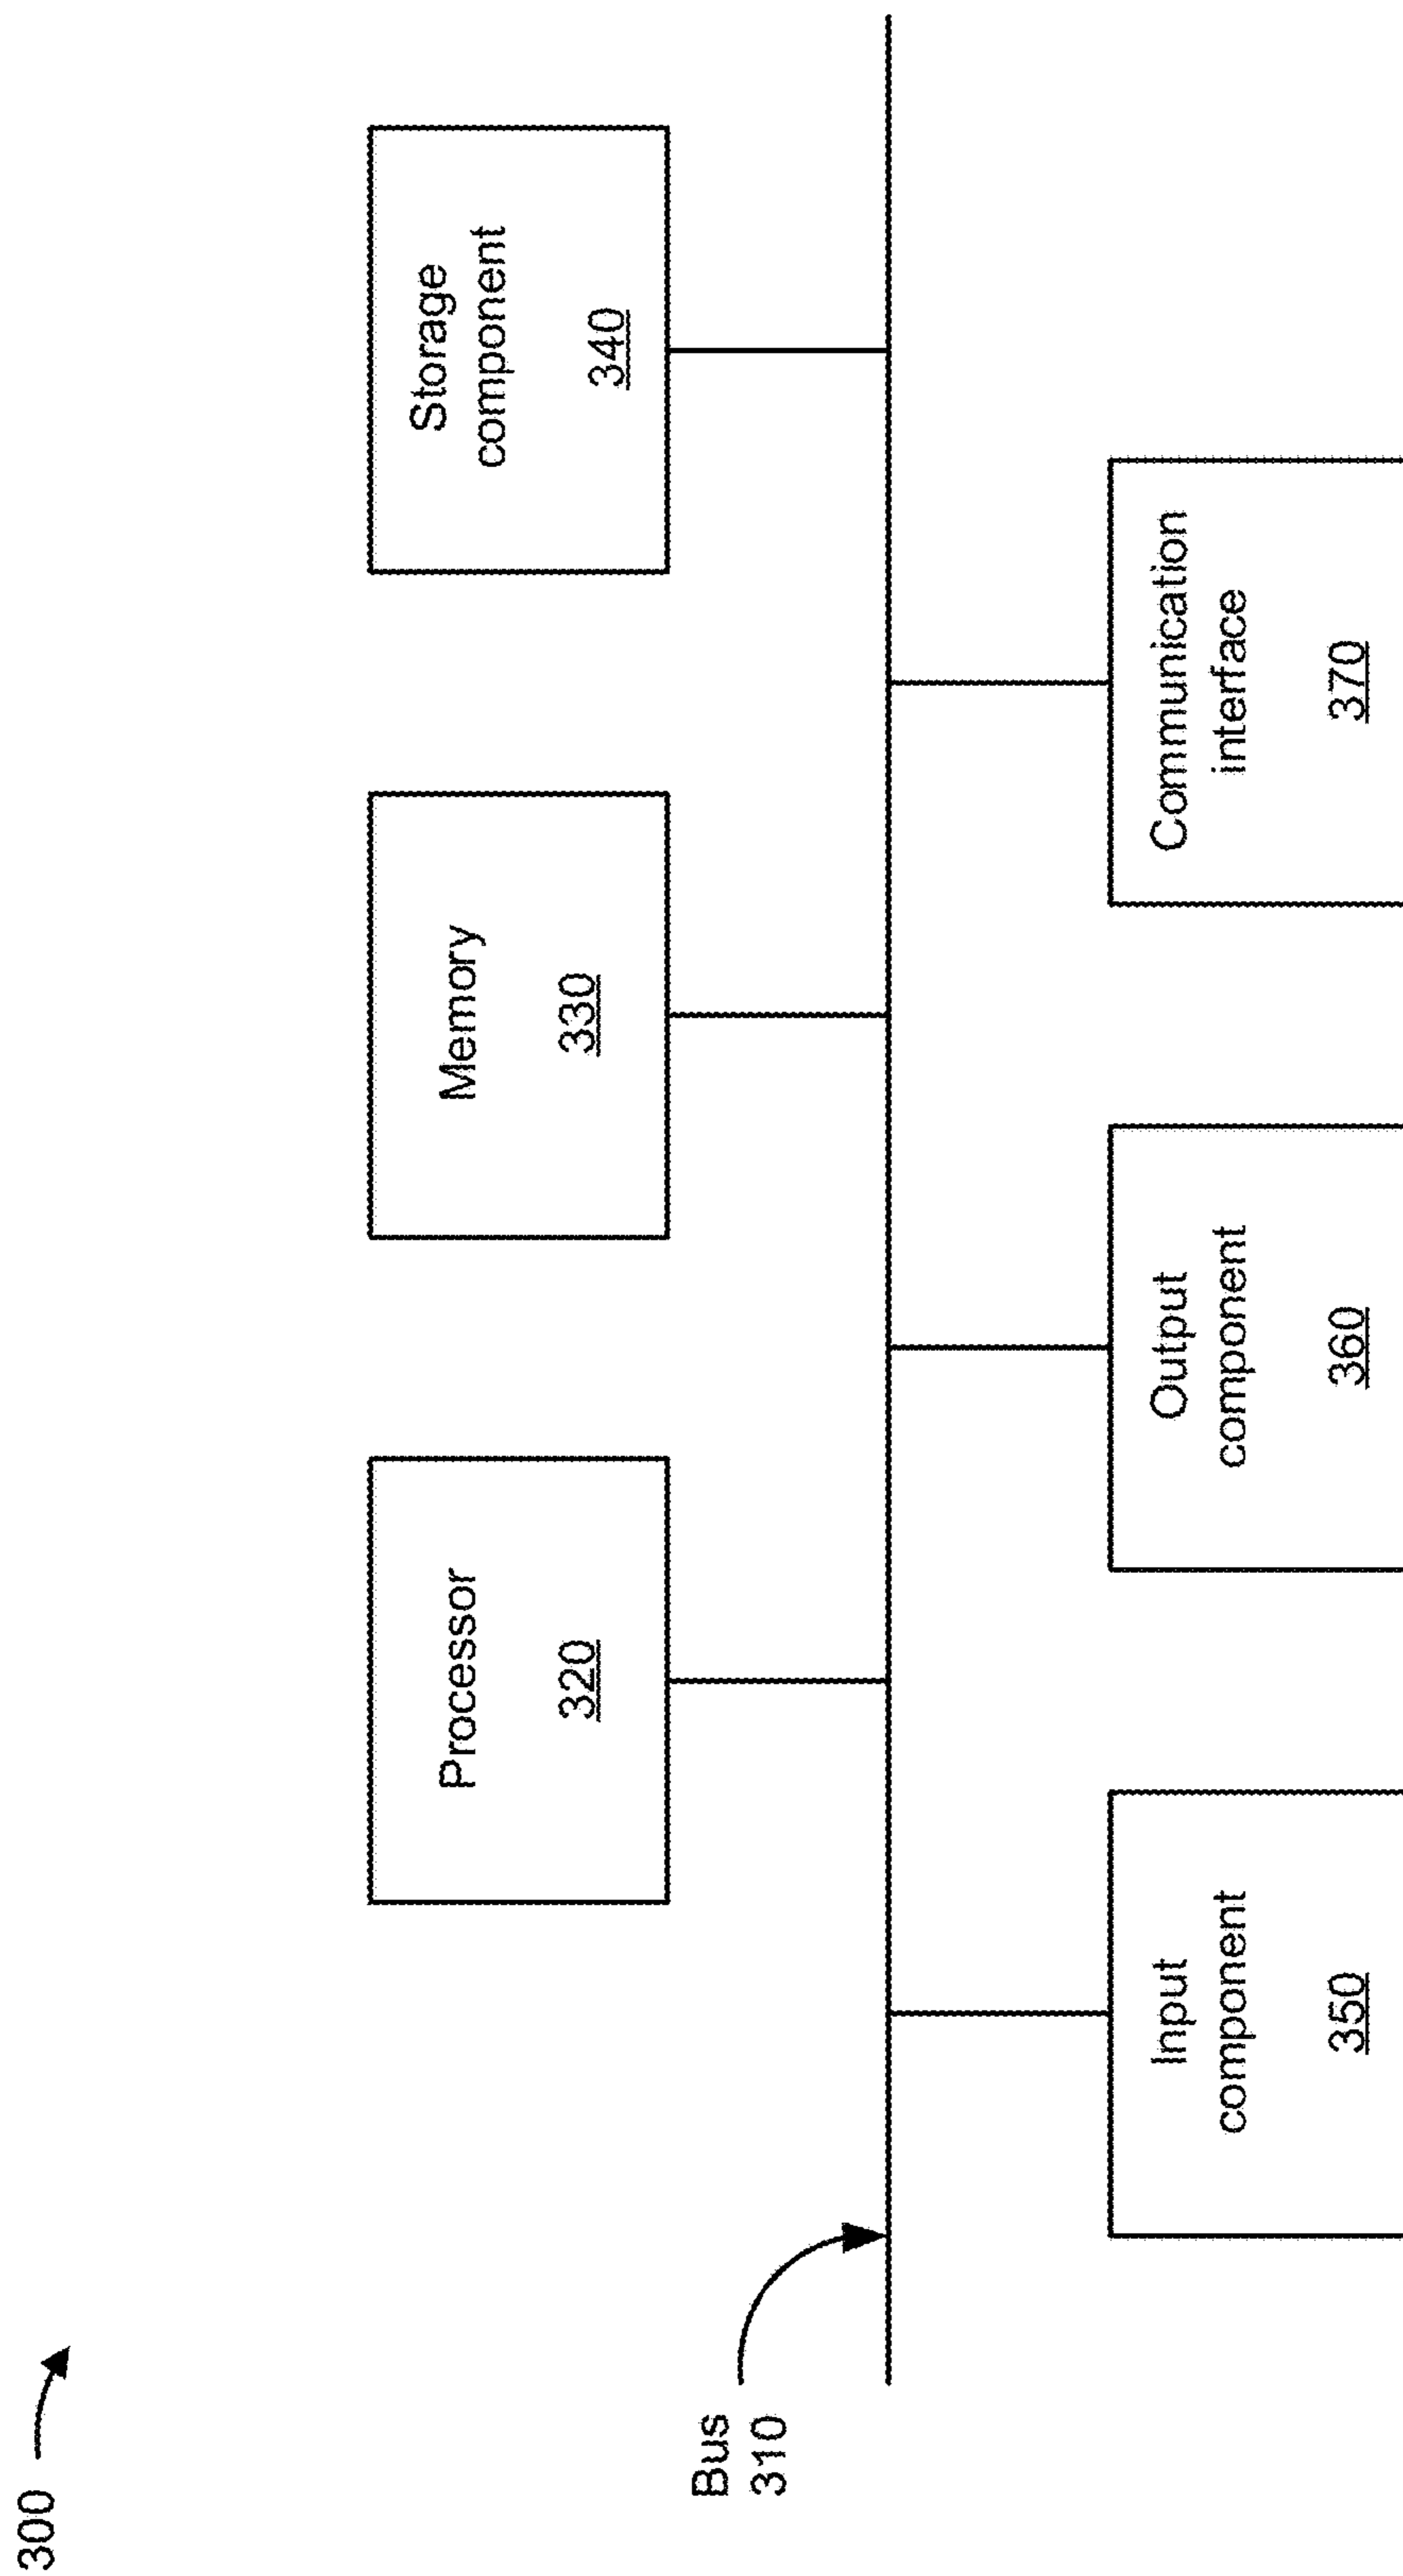 300
Processor
320
Memory
330
Storage
component
340
Bus
310
Input
component
350
Output
component
360
Communication
interface
370